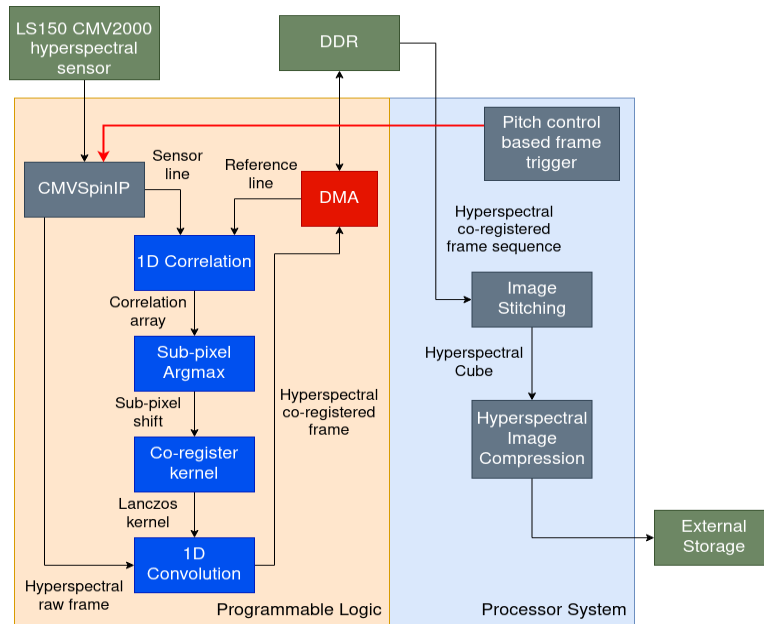 LS150 CMV2000
hyperspectral
sensor
DDR
Pitch control
based frame
trigger
CMVSpinIP
Sensor
line
Reference
line
DMA
1D Correlation
Hyperspectral
co-registered
frame sequence
Correlation
array
Image
Stitching
Sub-pixel
Argmax
Hyperspectral
Cube
Sub-pixel
shift
Hyperspectral
co-registered
frame
Hyperspectral
Image
Compression
Co-register
kernel
Lanczos
kernel
1D
Convolution
External
Storage
Hyperspectral
raw frame
Programmable Logic
Processor System